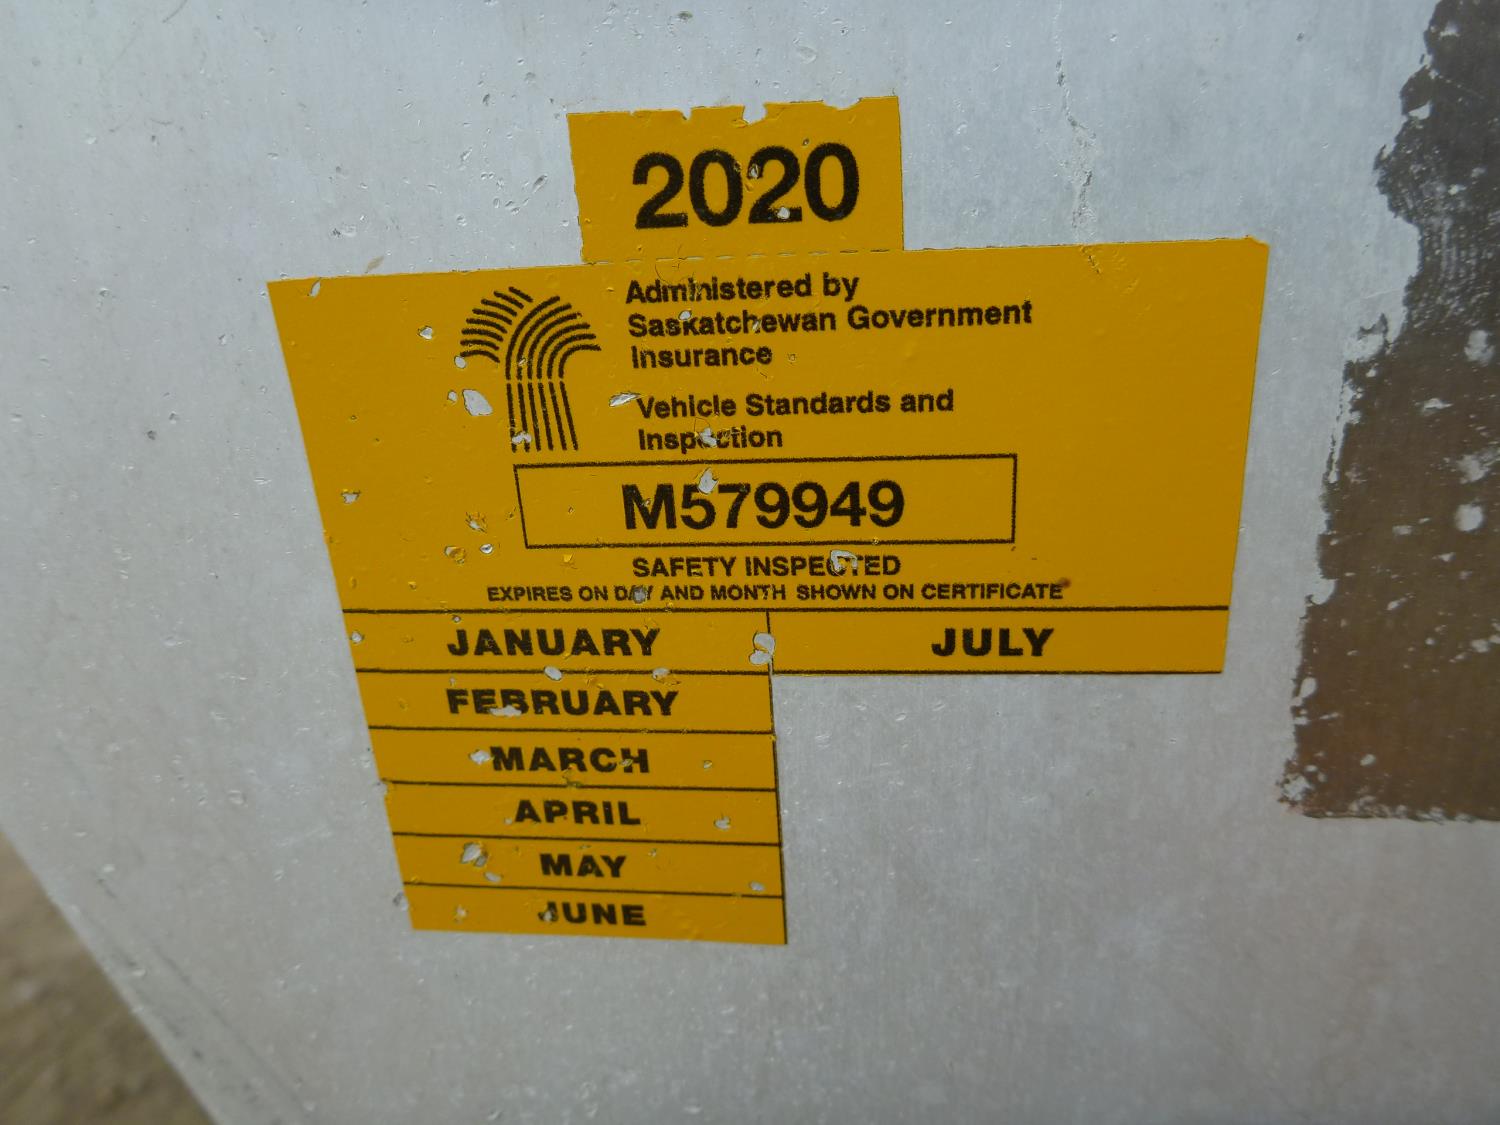 2020
Administered by
Saskatchewan Government
Insurance
Vehicle Standards and
Inspection
M579949
SAFETY INSPECTED
EXPIRES ON DAY AND MONTH SHOWN ON CERTIFICATE
JANUARY JULY
FEBRUARY
MARCH
APRIL
MAY
JUNE